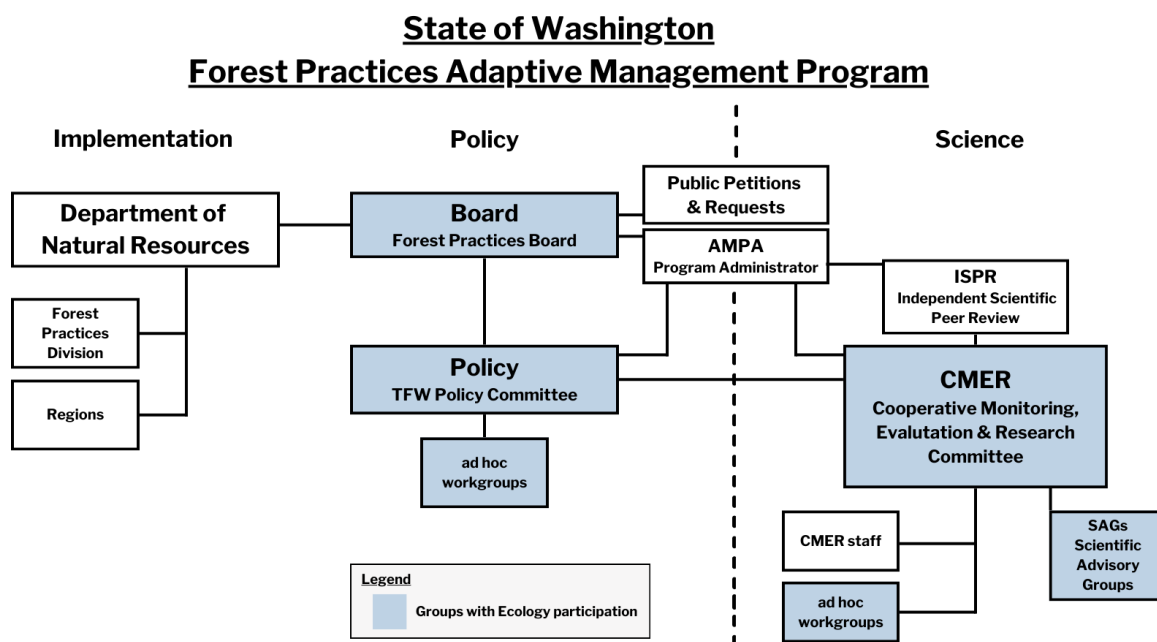 State of Washington
Forest Practices Adaptive Management Program
Implementation
Policy
Science
Department of
Natural Resources
Forest
Practices
Division
Regions
Board
Forest Practices Board
Public Petitions
& Requests
AMPA
Program Administrator
ISPR
Independent Scientific
Peer Review
Policy
TFW Policy Committee
ad hoc
workgroups
CMER
Cooperative Monitoring,
Evalutation & Research
Committee
CMER staff
ad hoc
workgroups
SAGs
Scientific
Advisory
Groups
Legend
Groups with Ecology participation